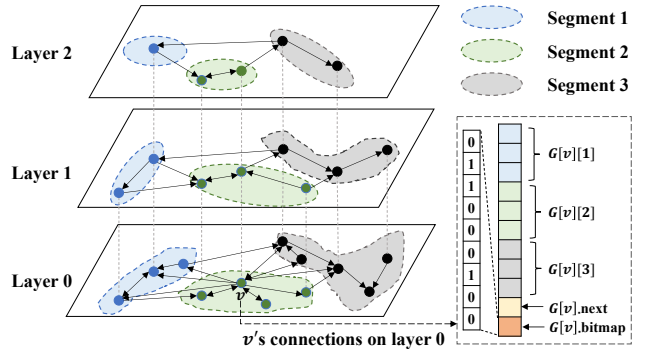 Layer 2
Segment 1
Segment 2
Segment 3
Layer 1
Layer 0
v
v's connections on layer 0
0
1
1
0
0
0
1
0
0
0
G[v][1]
G[v][2]
G[v][3]
G[v].next
G[v].bitmap